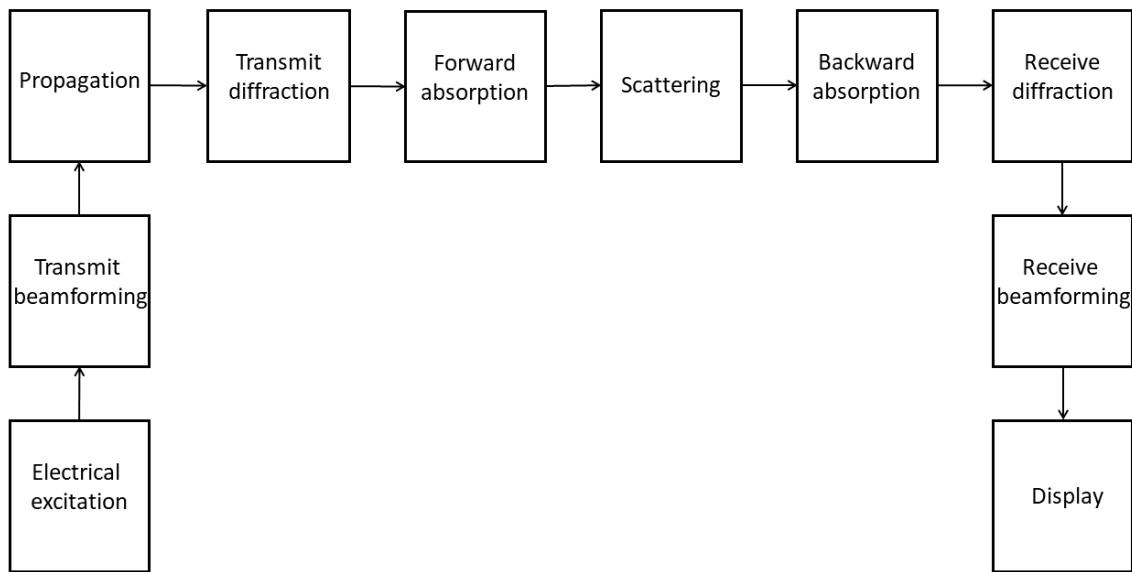 Propagation
Transmit
diffraction
Forward
absorption
Scattering
Backward
absorption
Receive
diffraction
Transmit
beamforming
Receive
beamforming
Electrical
excitation
Display